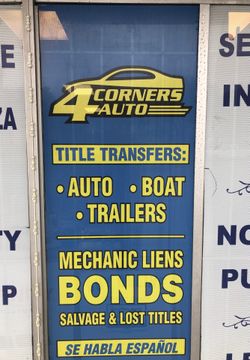 4 CORNERS
AUTO
TITLE TRANSFERS:
• AUTO • BOAT
• TRAILERS
MECHANIC LIENS
BONDS
SALVAGE & LOST TITLES
SE HABLA ESPAÑOL